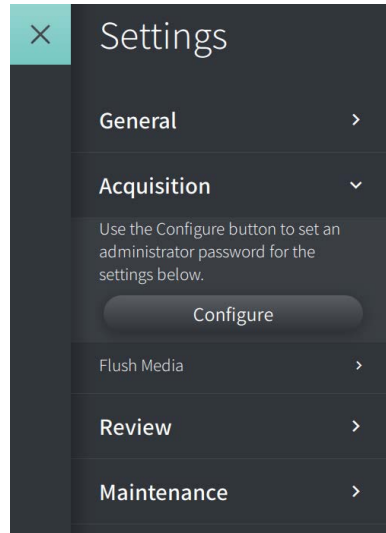 Settings
General
Acquisition
Use the Configure button to set an
administrator password for the
settings below.
Configure
Flush Media
Review
Maintenance